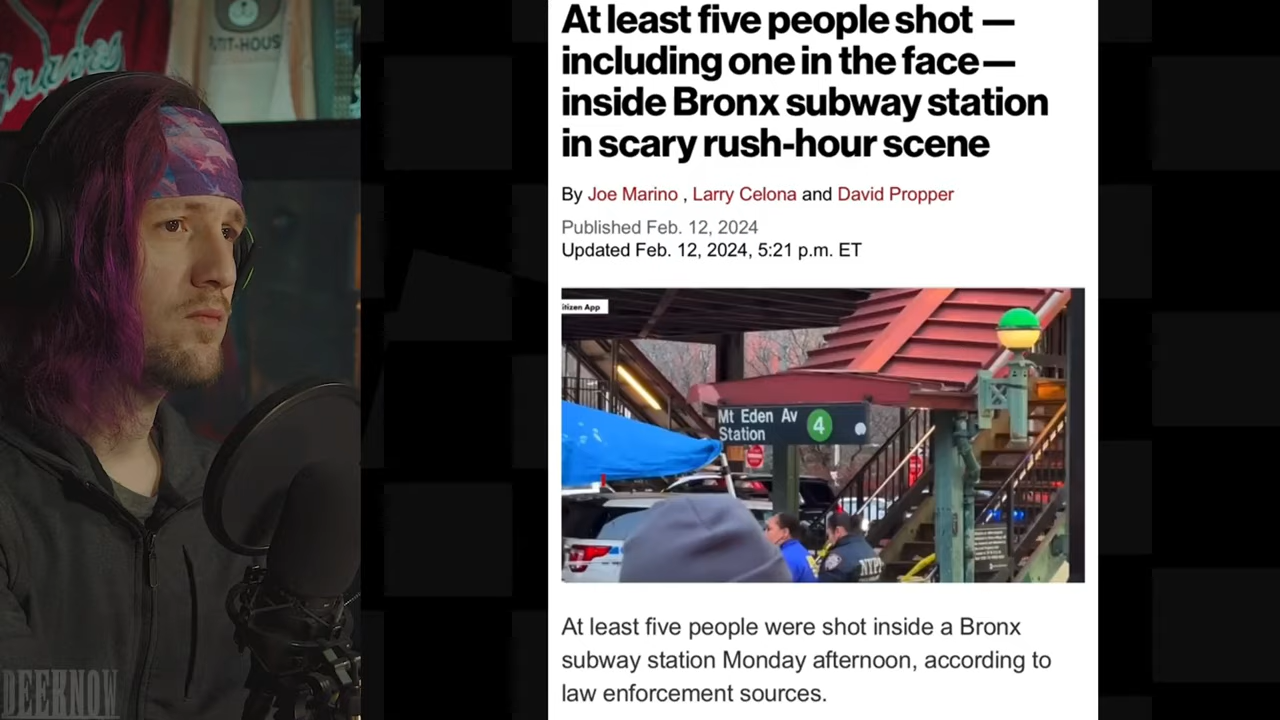 At least five people shot —
including one in the face—
inside Bronx subway station
in scary rush-hour scene
By Joe Marino , Larry Celona and David Propper
Published Feb. 12, 2024
Updated Feb. 12, 2024, 5:21 p.m. ET
itizen App
Mt Eden Av
Station
4
NYPD
At least five people were shot inside a Bronx
subway station Monday afternoon, according to
law enforcement sources.
DEEKNOW